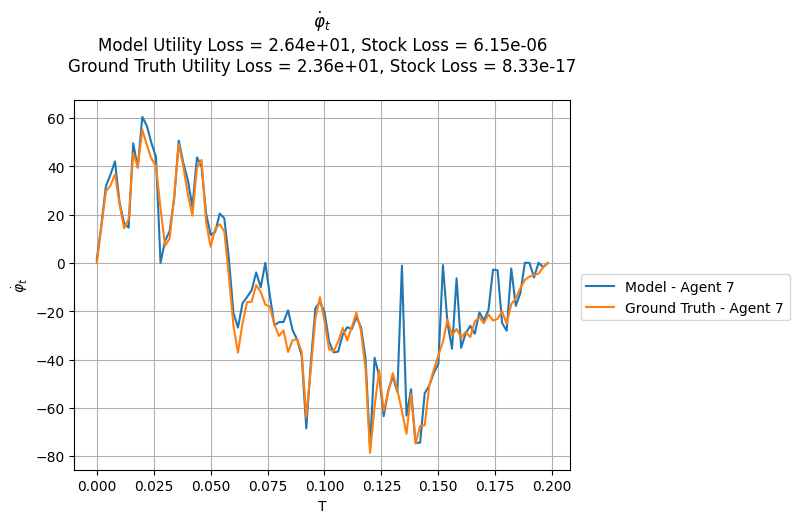 φ̇ₜ
Model Utility Loss = 2.64e+01, Stock Loss = 6.15e-06
Ground Truth Utility Loss = 2.36e+01, Stock Loss = 8.33e-17
60
40
20
0
−20
−40
−60
−80
φ̇ₜ
0.000 0.025 0.050 0.075 0.100 0.125 0.150 0.175 0.200
T
Model - Agent 7
Ground Truth - Agent 7